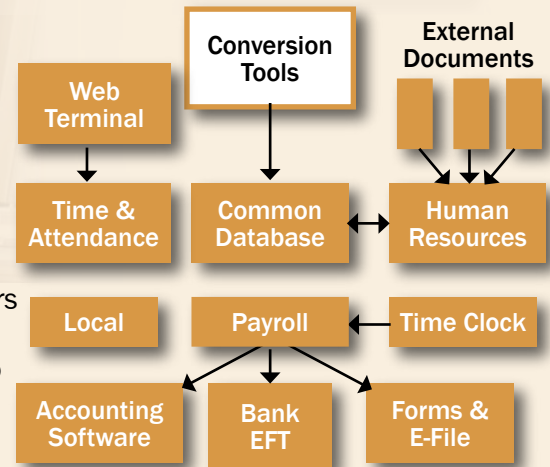 Conversion
Tools
External
Documents
Web
Terminal
Time &
Attendance
Common
Database
Human
Resources
rs
Local
Payroll
Time Clock
Accounting
Software
Bank
EFT
Forms &
E-File